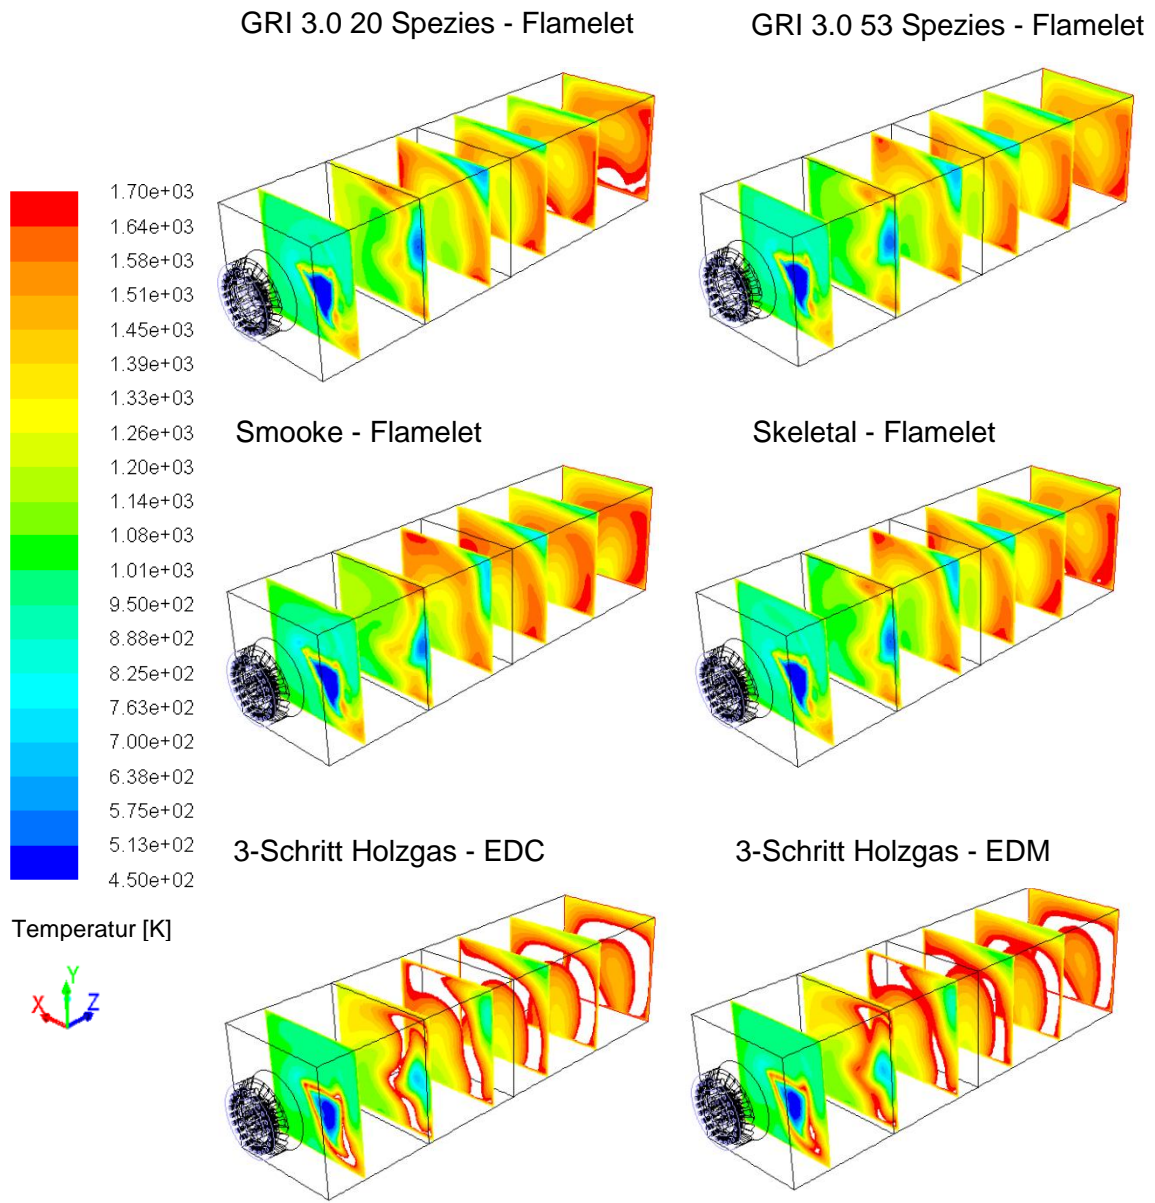 GRI 3.0 20 Spezies - Flamelet
GRI 3.0 53 Spezies - Flamelet
1.70e+03
1.64e+03
1.58e+03
1.51e+03
1.45e+03
1.39e+03
1.33e+03
1.26e+03
1.20e+03
1.14e+03
1.08e+03
1.01e+03
9.50e+02
8.88e+02
8.25e+02
7.63e+02
7.00e+02
6.38e+02
5.75e+02
5.13e+02
4.50e+02
Temperatur [K]
Y
X
Z
Smooke - Flamelet
Skeletal - Flamelet
3-Schritt Holzgas - EDC
3-Schritt Holzgas - EDM